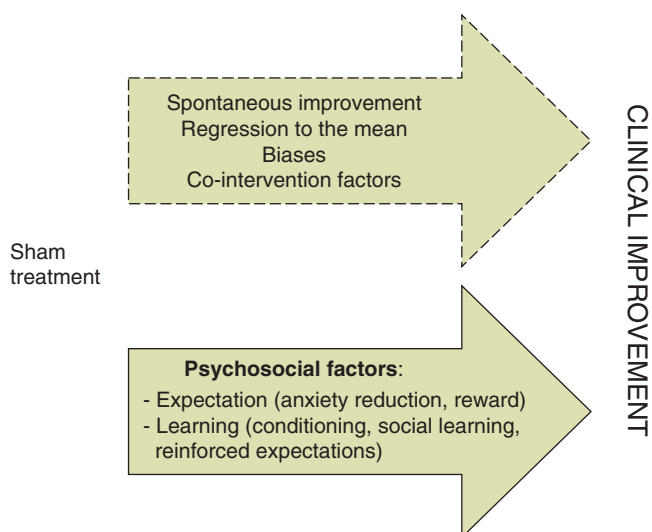 Spontaneous improvement
Regression to the mean
Biases
Co-intervention factors
Sham
treatment
Psychosocial factors:
- Expectation (anxiety reduction, reward)
- Learning (conditioning, social learning,
reinforced expectations)
CLINICAL IMPROVEMENT